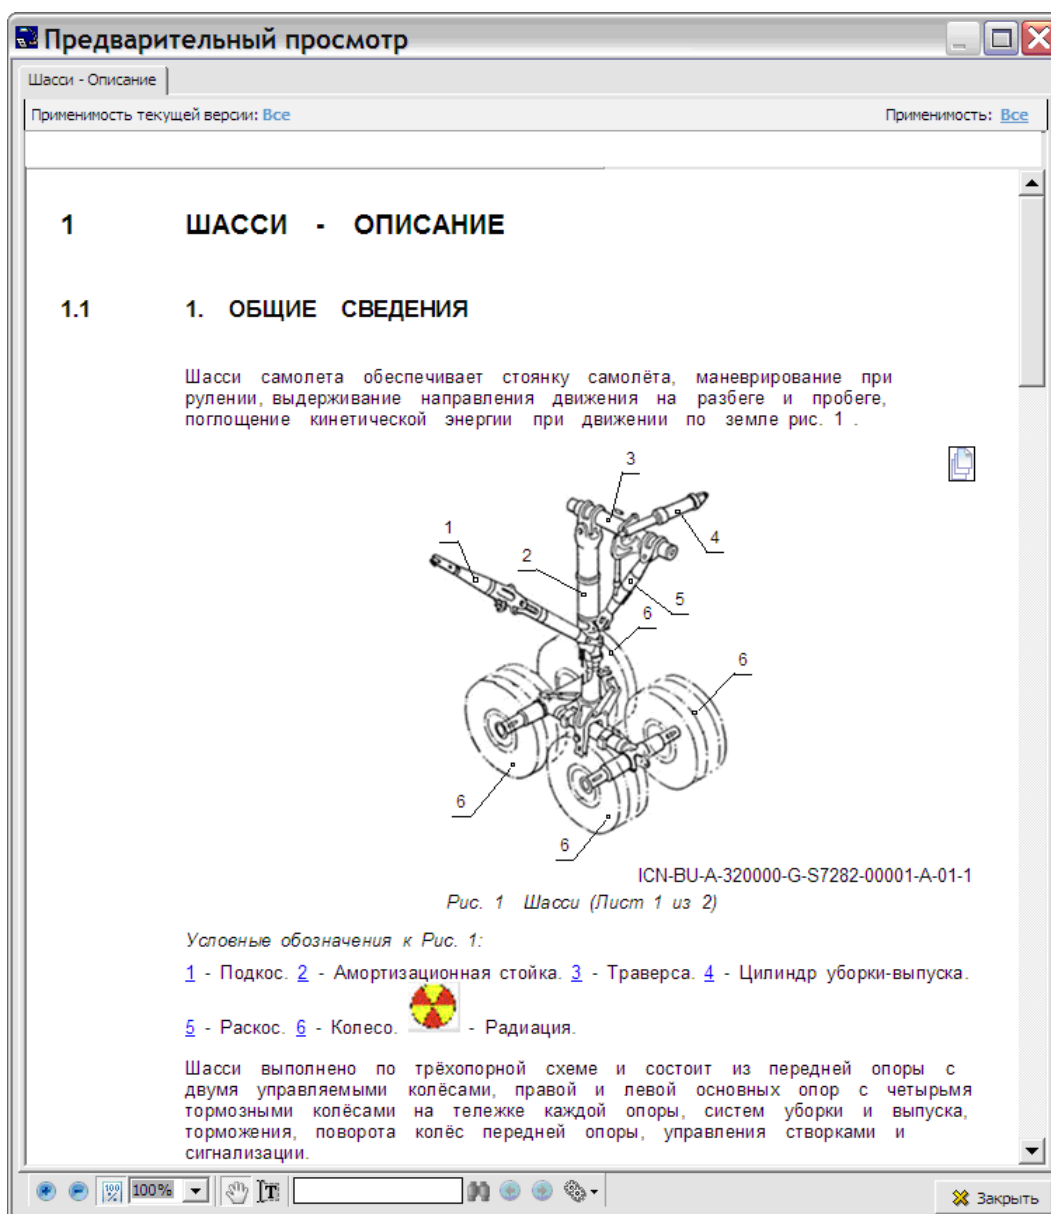 Предварительный просмотр
Шасси - Описание
Применимость текущей версии: Все
Применимость: Все
1 ШАССИ - ОПИСАНИЕ
1.1 1. ОБЩИЕ СВЕДЕНИЯ
Шасси самолета обеспечивает стоянку самолёта, маневрирование при
рулении, выдерживание направления движения на разбеге и пробеге,
поглощение кинетической энергии при движении по земле рис. 1 .
3
1
4
2
5
6
6
6
6
ICN-BU-A-320000-G-S7282-00001-A-01-1
Рис. 1 Шасси (Лист 1 из 2)
Условные обозначения к Рис. 1:
1 - Подкос. 2 - Амортизационная стойка. 3 - Траверса. 4 - Цилиндр уборки-выпуска.
5 - Раскос. 6 - Колесо. - Радиация.
Шасси выполнено по трёхопорной схеме и состоит из передней опоры с
двумя управляемыми колёсами, правой и левой основных опор с четырьмя
тормозными колёсами на тележке каждой опоры, систем уборки и выпуска,
торможения, поворота колёс передней опоры, управления створками и
сигнализации.
100% 100% T
Закрыть